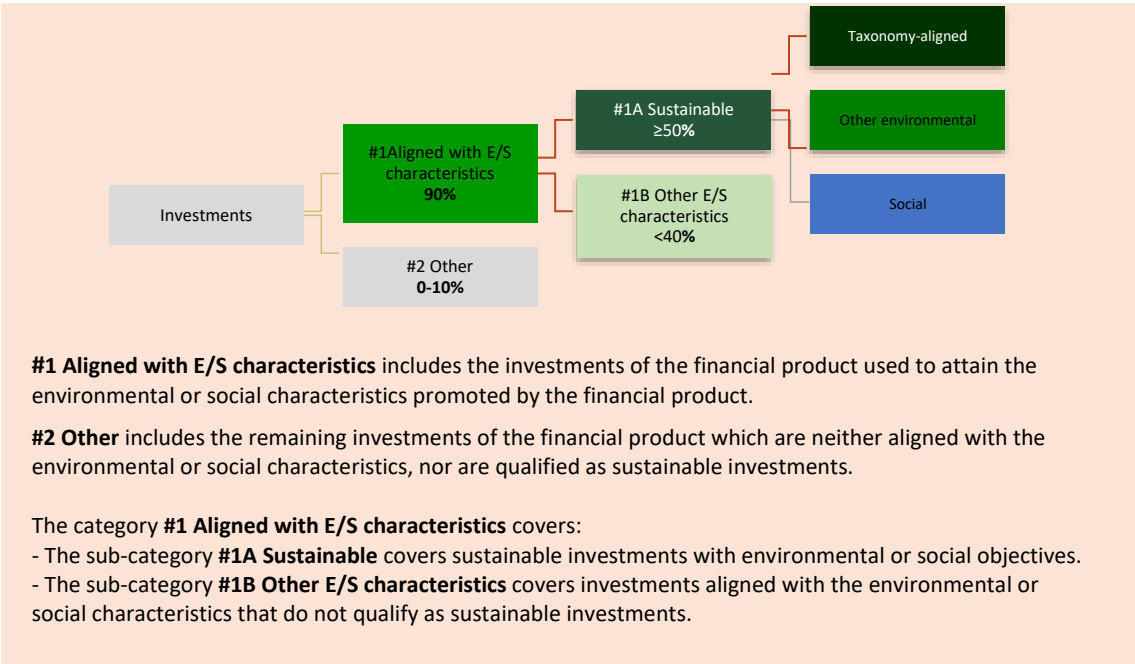 Taxonomy-aligned
#1A Sustainable
≥50%
Other environmental
#1Aligned with E/S
characteristics
90%
#1B Other E/S
characteristics
<40%
Investments
Social
#2 Other
0-10%
#1 Aligned with E/S characteristics includes the investments of the financial product used to attain the
environmental or social characteristics promoted by the financial product.
#2 Other includes the remaining investments of the financial product which are neither aligned with the
environmental or social characteristics, nor are qualified as sustainable investments.
The category #1 Aligned with E/S characteristics covers:
- The sub-category #1A Sustainable covers sustainable investments with environmental or social objectives.
- The sub-category #1B Other E/S characteristics covers investments aligned with the environmental or
social characteristics that do not qualify as sustainable investments.